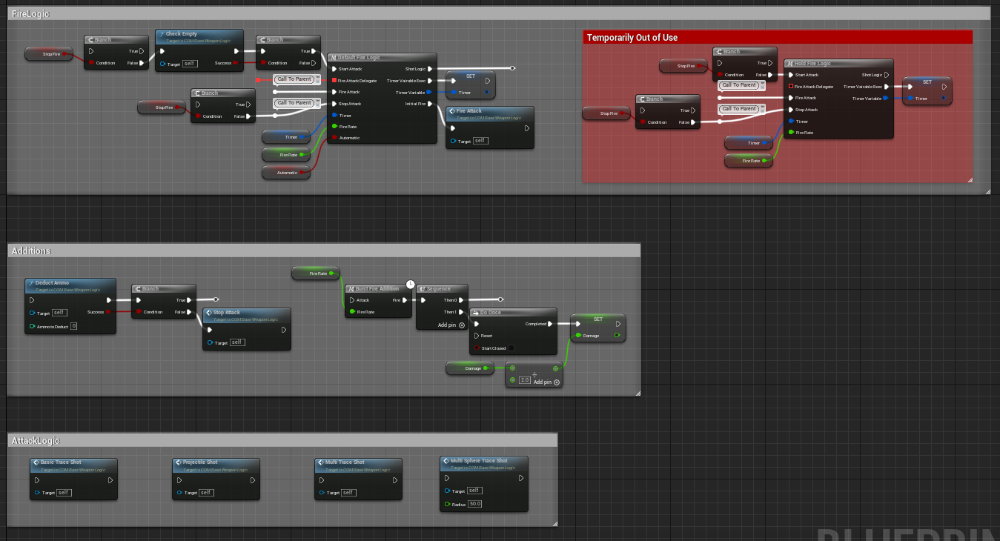 FireLogic
Temporarily Out of Use
StopFire
Branch
True
Condition
False
Check Empty
Target is COM Base Weapon Logic
Target self
Success
Branch
True
Condition
False
StopFire
Branch
True
Condition
False
Call To Parent
Call To Parent
Timer
Fire Rate
Automatic
Default Fire Logic
Start Attack
Shot Logic
Fire Attack Delegate
Timer Vairable Exec
Fire Attack
Timer Variable
Stop Attack
Initial Fire
Timer
Fire Rate
Automatic
SET
Timer
Fire Attack
Target is COM Base Weapon Logic
Target self
StopFire
Branch
True
Condition
False
StopFire
Branch
True
Condition
False
Call To Parent
Call To Parent
Timer
Fire Rate
Hold Fire Logic
Start Attack
Shot Logic
Fire Attack Delegate
Timer Vairable Exec
Fire Attack
Timer Variable
Stop Attack
Timer
Fire Rate
SET
Timer
Additions
Deduct Ammo
Target is COM Base Weapon Logic
Target self
Success
Ammo to Deduct 0
Branch
True
Condition
False
Stop Attack
Target is COM Base Weapon Logic
Target self
Fire Rate
Burst Fire Addition
Attack
Fire
Fire Rate
Sequence
Then 0
Then 1
Add pin
Do Once
Completed
Reset
Start Closed
SET
Damage
Damage
÷
2.0
Add pin
AttackLogic
Basic Trace Shot
Target is COM Base Weapon Logic
Target self
Projectile Shot
Target is COM Base Weapon Logic
Target self
Multi Trace Shot
Target is COM Base Weapon Logic
Target self
Multi Sphere Trace Shot
Target is COM Base Weapon Logic
Target self
Radius 50.0
BLUEPRIN